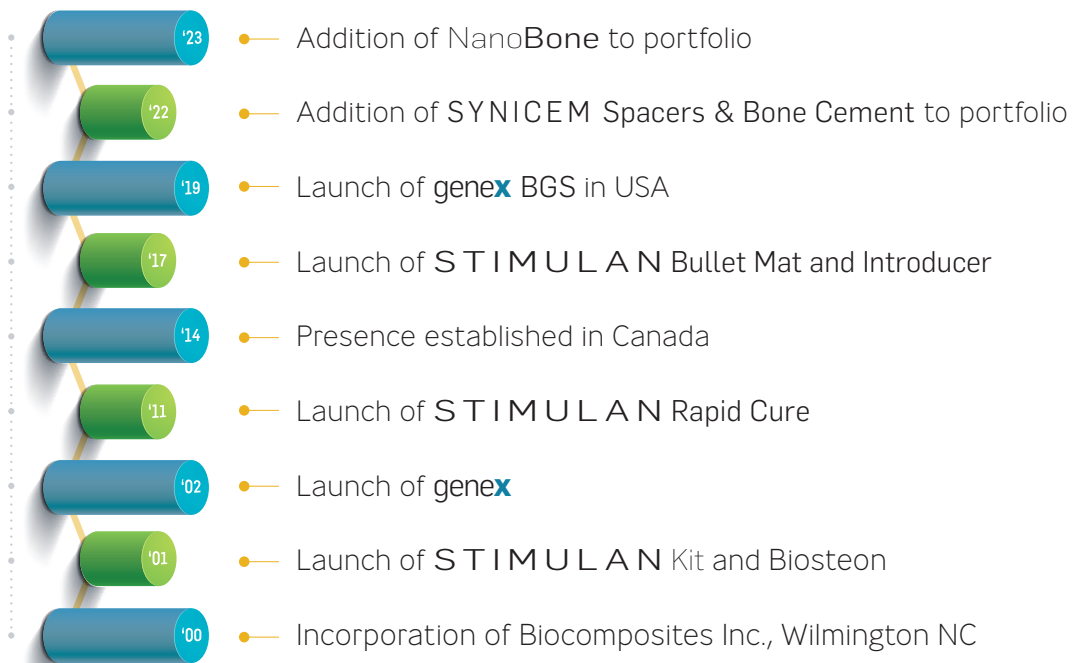 '23 Addition of NanoBone to portfolio
'22 Addition of SYNICEM Spacers & Bone Cement to portfolio
'19 Launch of genex BGS in USA
'17 Launch of STIMULAN Bullet Mat and Introducer
'14 Presence established in Canada
'11 Launch of STIMULAN Rapid Cure
'02 Launch of genex
'01 Launch of STIMULAN Kit and Biosteon
'00 Incorporation of Biocomposites Inc., Wilmington NC